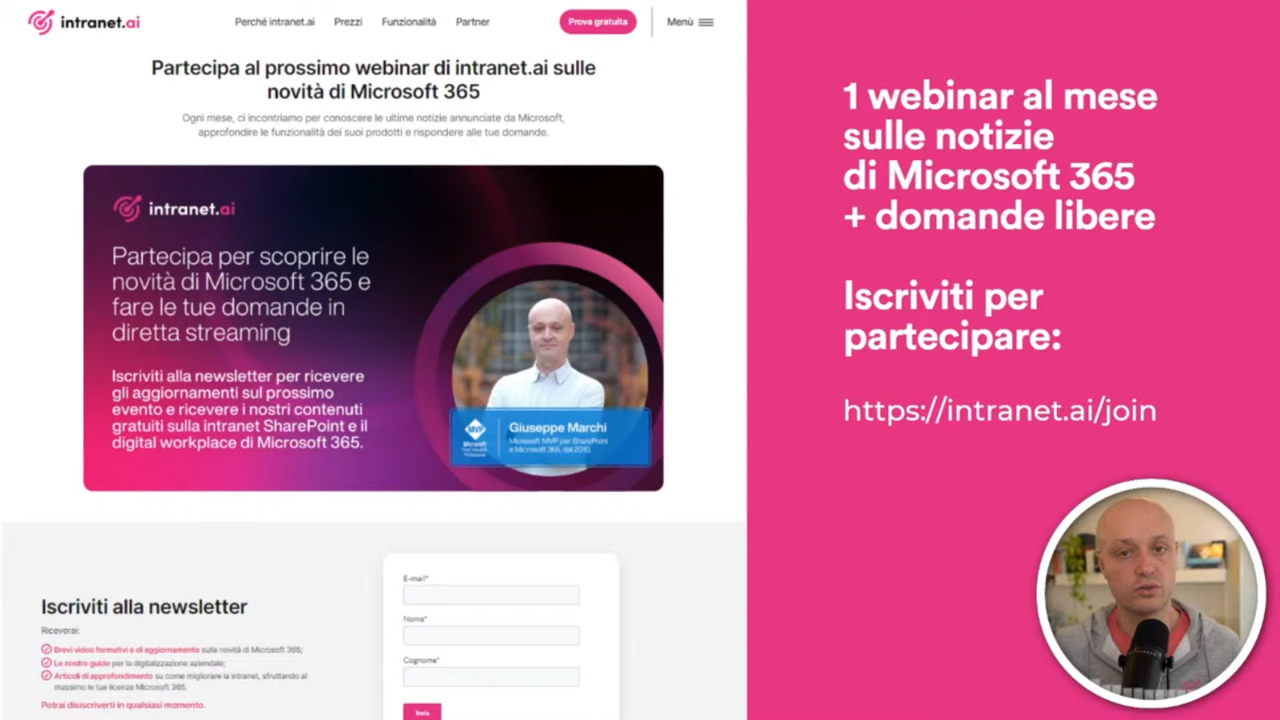 intranet.ai
Perché intranet.ai
Prezzi
Funzionalità
Partner
Prova gratuita
Menù
Partecipa al prossimo webinar di intranet.ai sulle
novità di Microsoft 365
Ogni mese, ci incontriamo per conoscere le ultime notizie annunciate da Microsoft,
approfondire le funzionalità dei suoi prodotti e rispondere alle tue domande.
intranet.ai
Partecipa per scoprire le
novità di Microsoft 365 e
fare le tue domande in
diretta streaming
Iscriviti alla newsletter per ricevere
gli aggiornamenti sul prossimo
evento e ricevere i nostri contenuti
gratuiti sulla intranet SharePoint e il
digital workplace di Microsoft 365.
MVP
Microsoft
Most Valuable
Professional
Giuseppe Marchi
Microsoft MVP per SharePoint
e Microsoft 365, dal 2010.
Iscriviti alla newsletter
Riceverai:
Brevi video formativi e di aggiornamento sulle novità di Microsoft 365;
Le nostre guide per la digitalizzazione aziendale;
Articoli di approfondimento su come migliorare la intranet, sfruttando al
massimo le tue licenze Microsoft 365.
Potrai disiscriverti in qualsiasi momento.
E-mail*
Nome*
Cognome*
Invia
1 webinar al mese
sulle notizie
di Microsoft 365
+ domande libere
Iscriviti per
partecipare:
https://intranet.ai/join